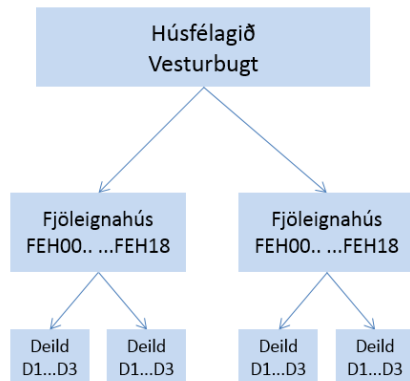 Húsfélagið
Vesturbugt
Fjöleignahús
FEH00.. ...FEH18
Fjöleignahús
FEH00.. ...FEH18
Deild
D1...D3
Deild
D1...D3
Deild
D1...D3
Deild
D1...D3